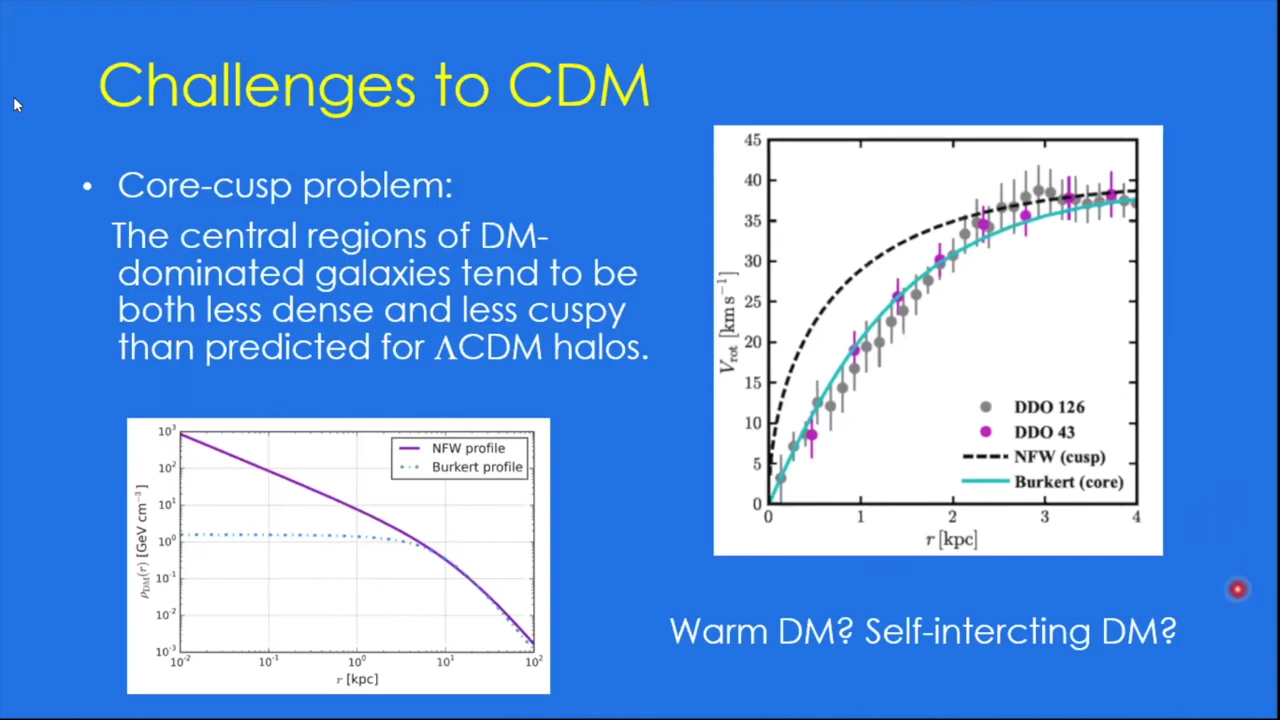 Challenges to CDM
• Core-cusp problem:
The central regions of DM-
dominated galaxies tend to be
both less dense and less cuspy
than predicted for ΛCDM halos.
NFW profile
Burkert profile
10³
10²
10¹
10⁰
10⁻¹
10⁻²
10⁻³
ρ_DM(r) [GeV cm⁻³]
10⁻² 10⁻¹ 10⁰ 10¹ 10²
r [kpc]
45
40
35
30
25
20
15
10
5
0
V_rot [km s⁻¹]
DDO 126
DDO 43
NFW (cusp)
Burkert (core)
0 1 2 3 4
r [kpc]
Warm DM? Self-intercting DM?